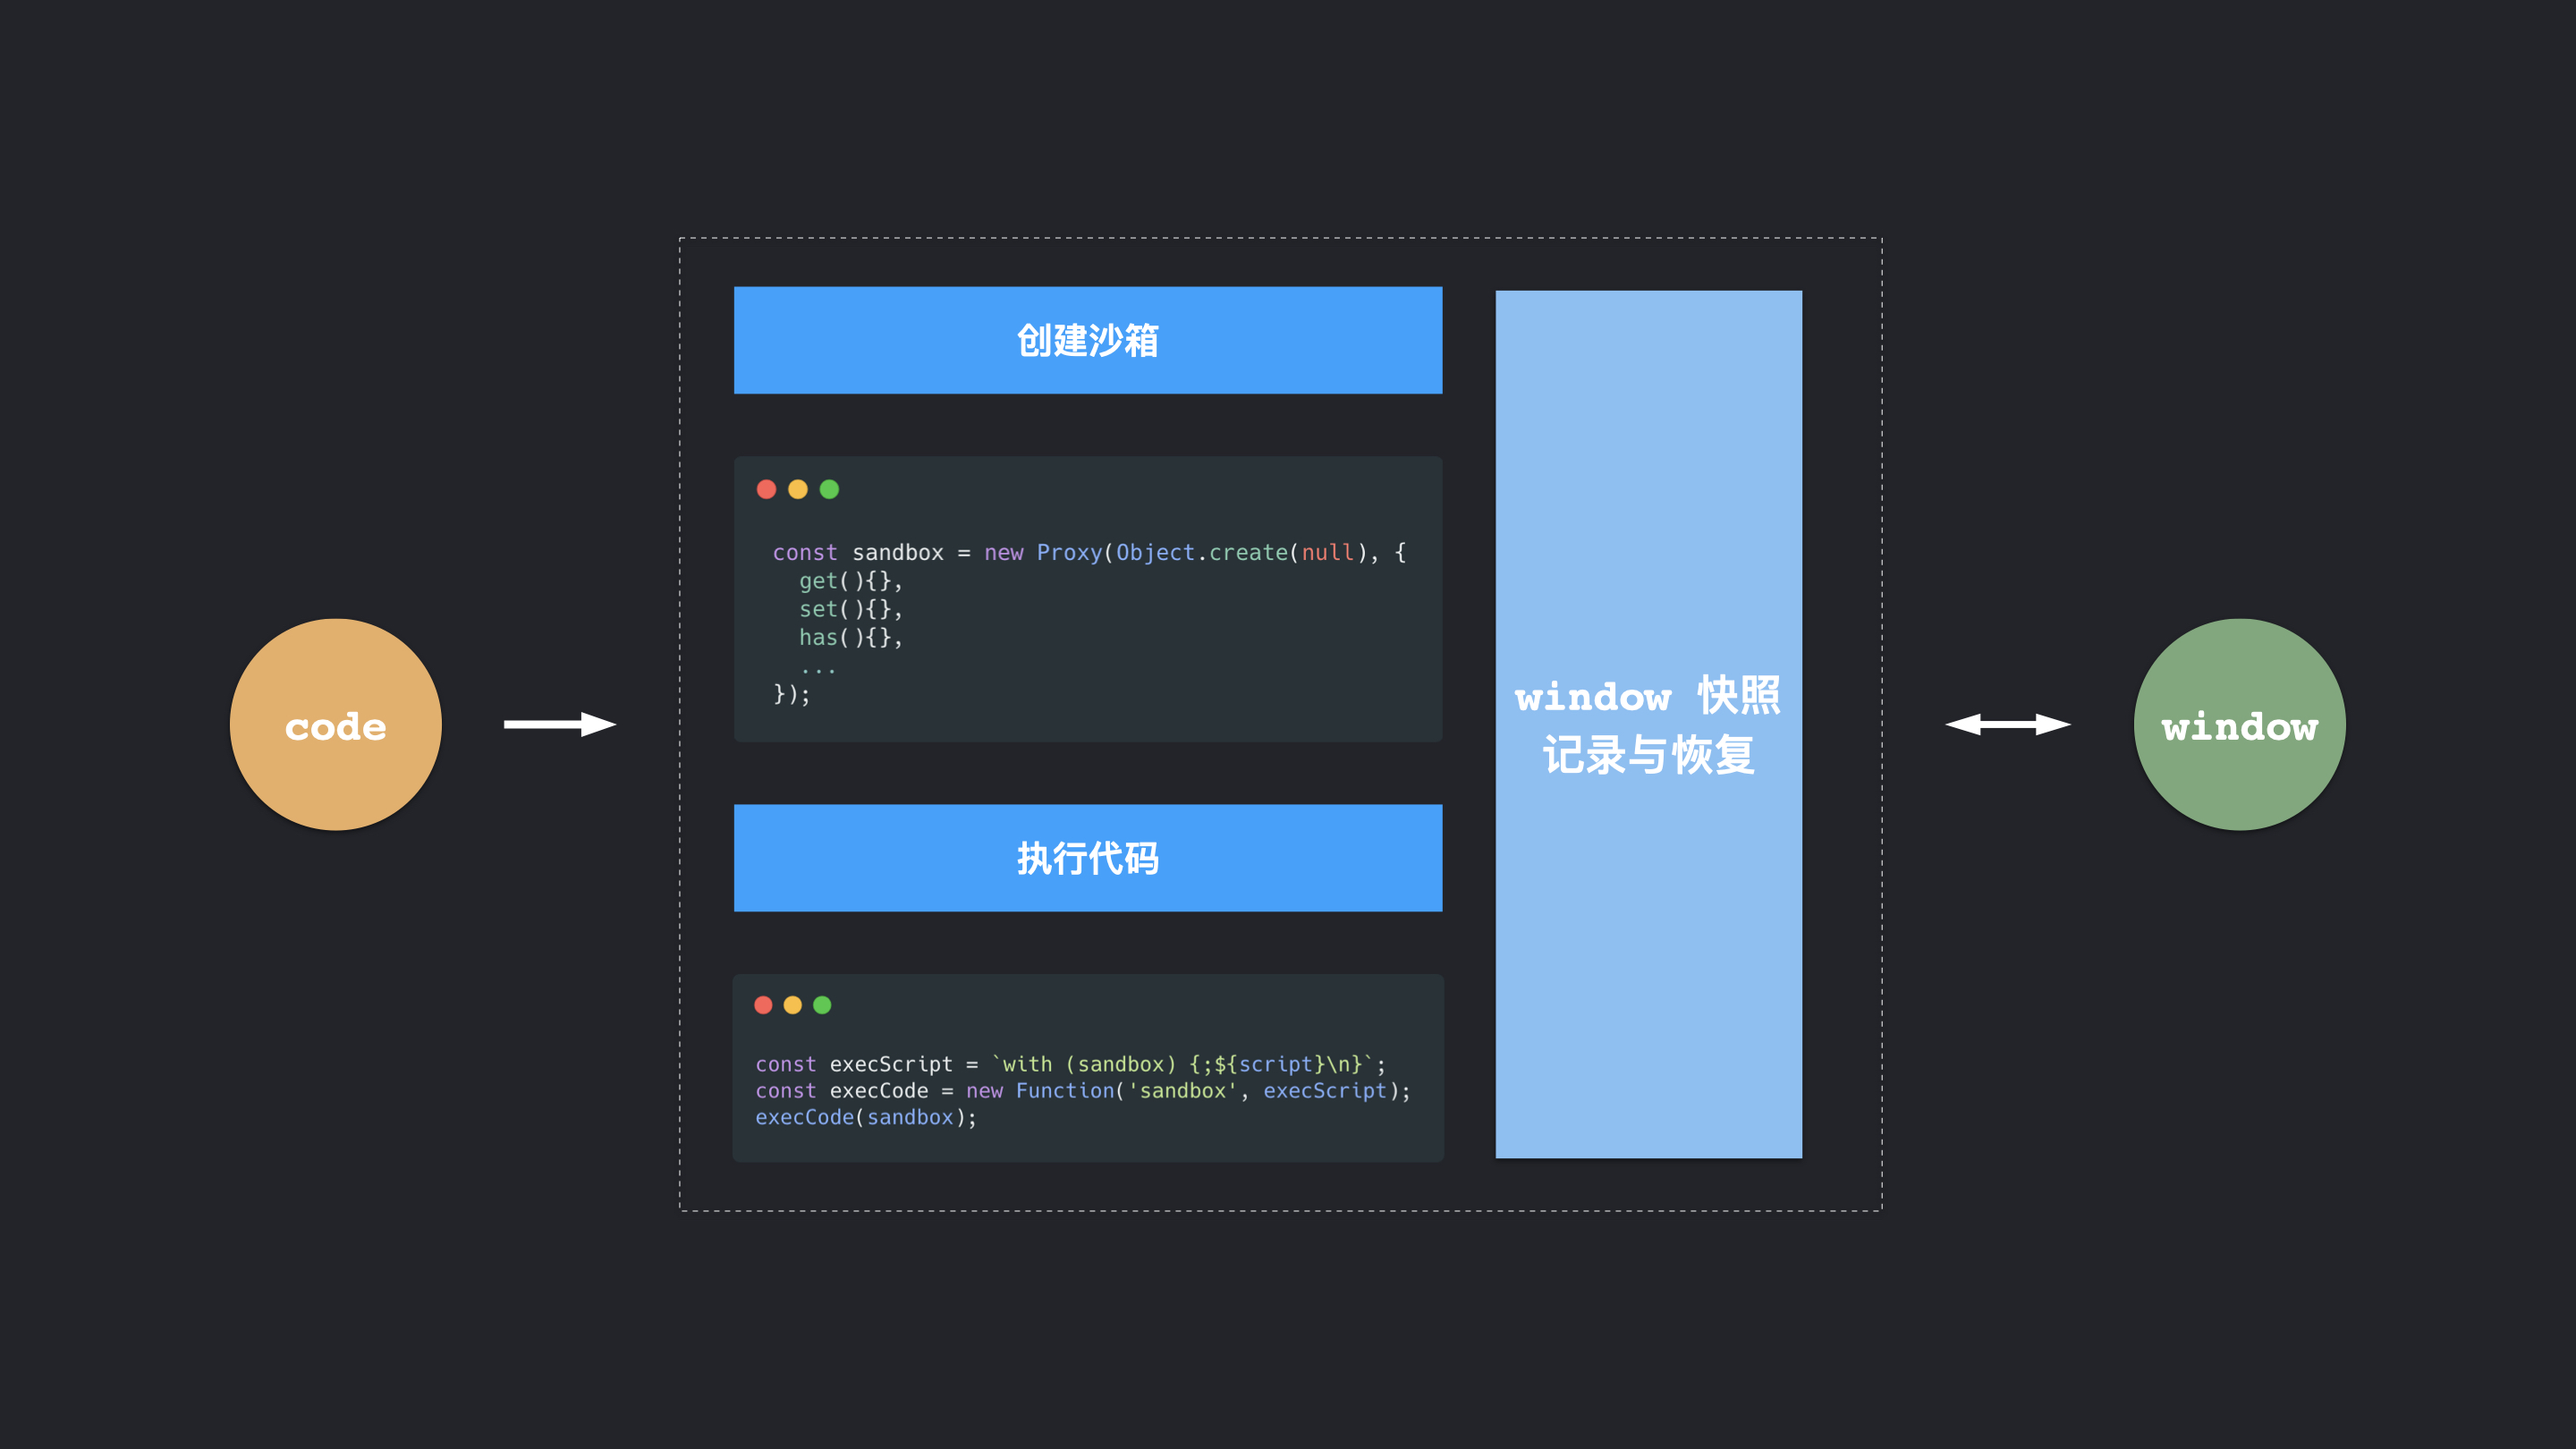 code
创建沙箱
const sandbox = new Proxy(Object.create(null), {
  get(){},
  set(){},
  has(){},
  ...
});
执行代码
const execScript = `with (sandbox) {;${script}\n}`;
const execCode = new Function('sandbox', execScript);
execCode(sandbox);
window 快照
记录与恢复
window